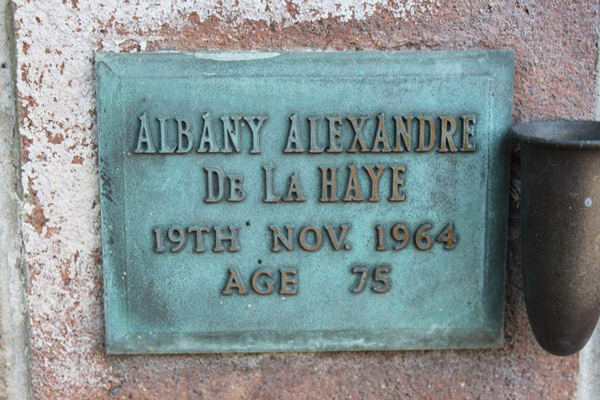 ALBANY ALEXANDRE
De La HAYE
19TH NOV. 1964
AGE 75